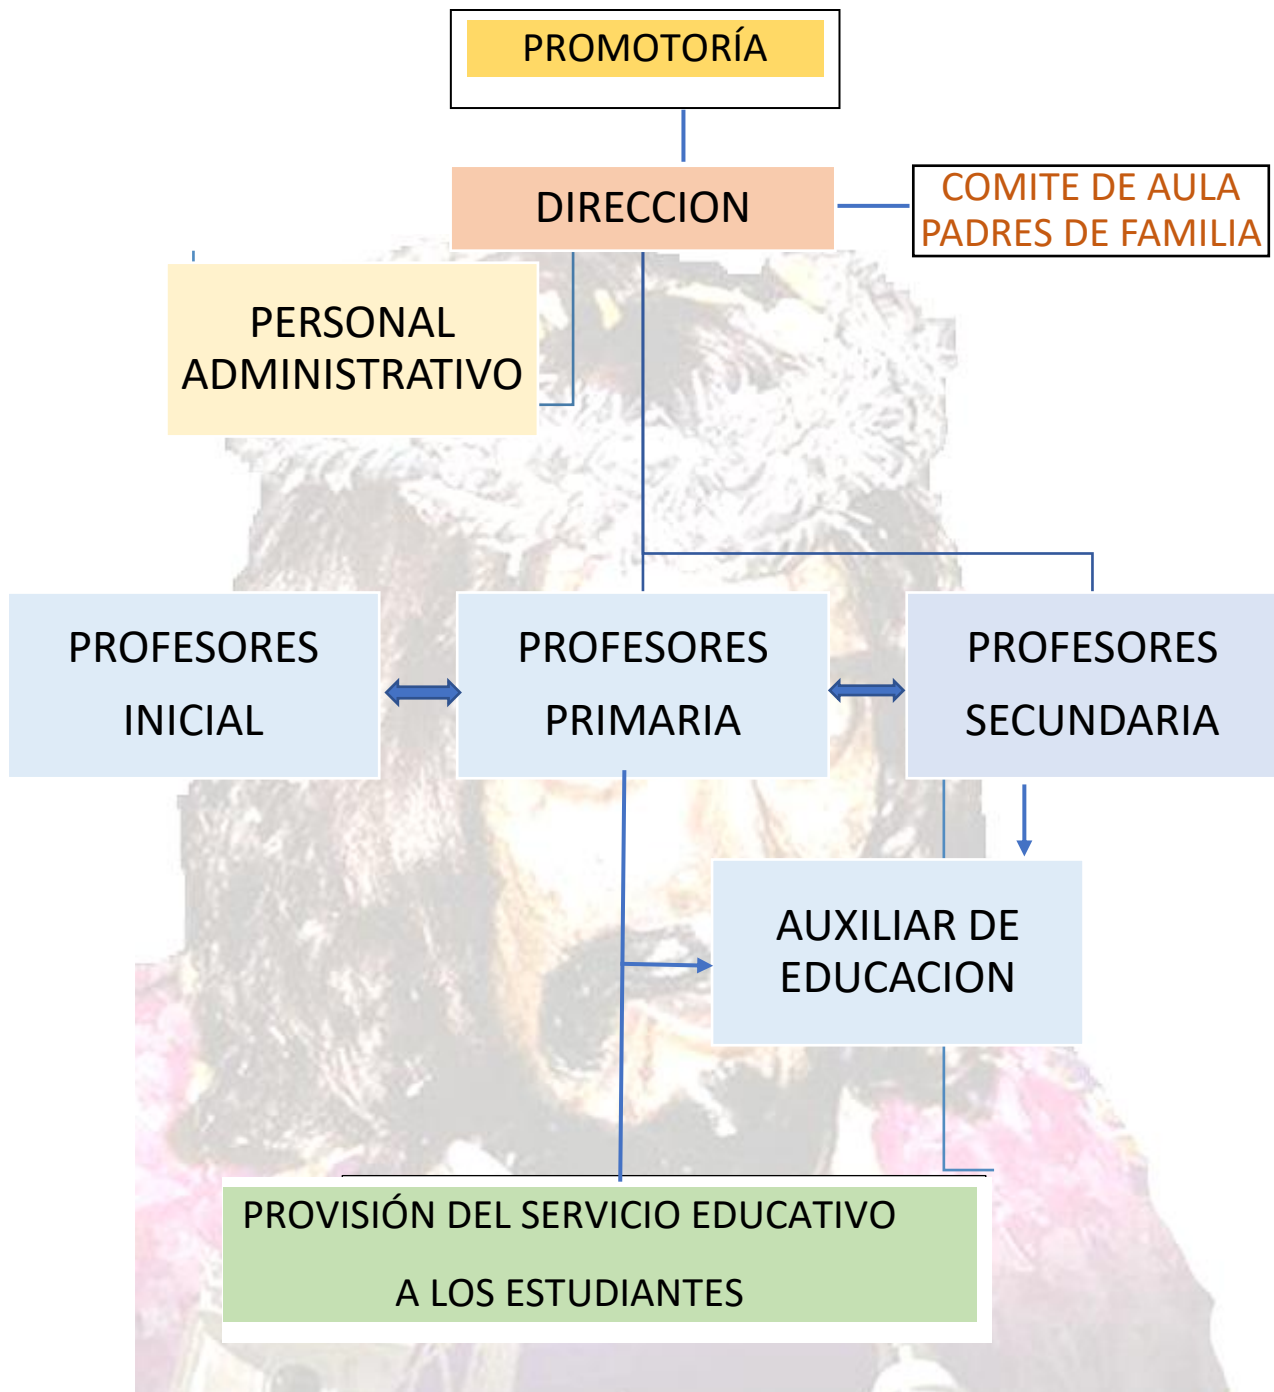 PROMOTORÍA
DIRECCION
COMITE DE AULA
PADRES DE FAMILIA
PERSONAL
ADMINISTRATIVO
PROFESORES
INICIAL
PROFESORES
PRIMARIA
PROFESORES
SECUNDARIA
AUXILIAR DE
EDUCACION
PROVISIÓN DEL SERVICIO EDUCATIVO
A LOS ESTUDIANTES